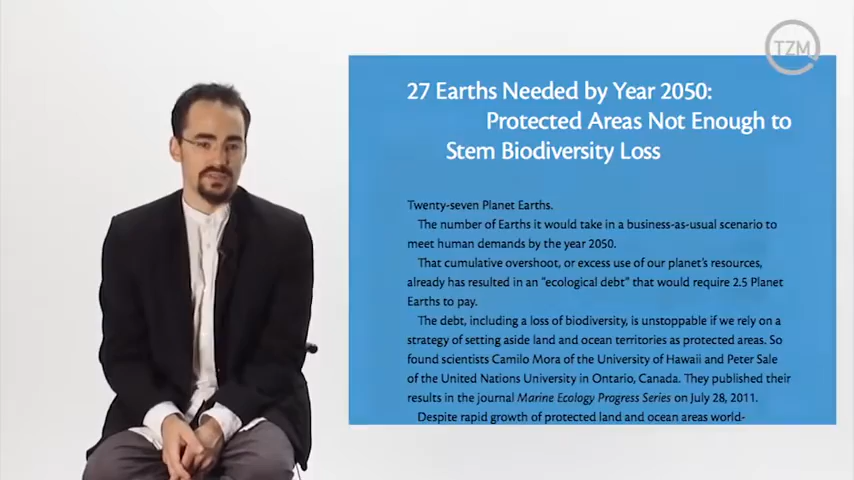 TZM
27 Earths Needed by Year 2050:
Protected Areas Not Enough to
Stem Biodiversity Loss
Twenty-seven Planet Earths.
The number of Earths it would take in a business-as-usual scenario to
meet human demands by the year 2050.
That cumulative overshoot, or excess use of our planet's resources,
already has resulted in an "ecological debt" that would require 2.5 Planet
Earths to pay.
The debt, including a loss of biodiversity, is unstoppable if we rely on a
strategy of setting aside land and ocean territories as protected areas. So
found scientists Camilo Mora of the University of Hawaii and Peter Sale
of the United Nations University in Ontario, Canada. They published their
results in the journal Marine Ecology Progress Series on July 28, 2011.
Despite rapid growth of protected land and ocean areas world-